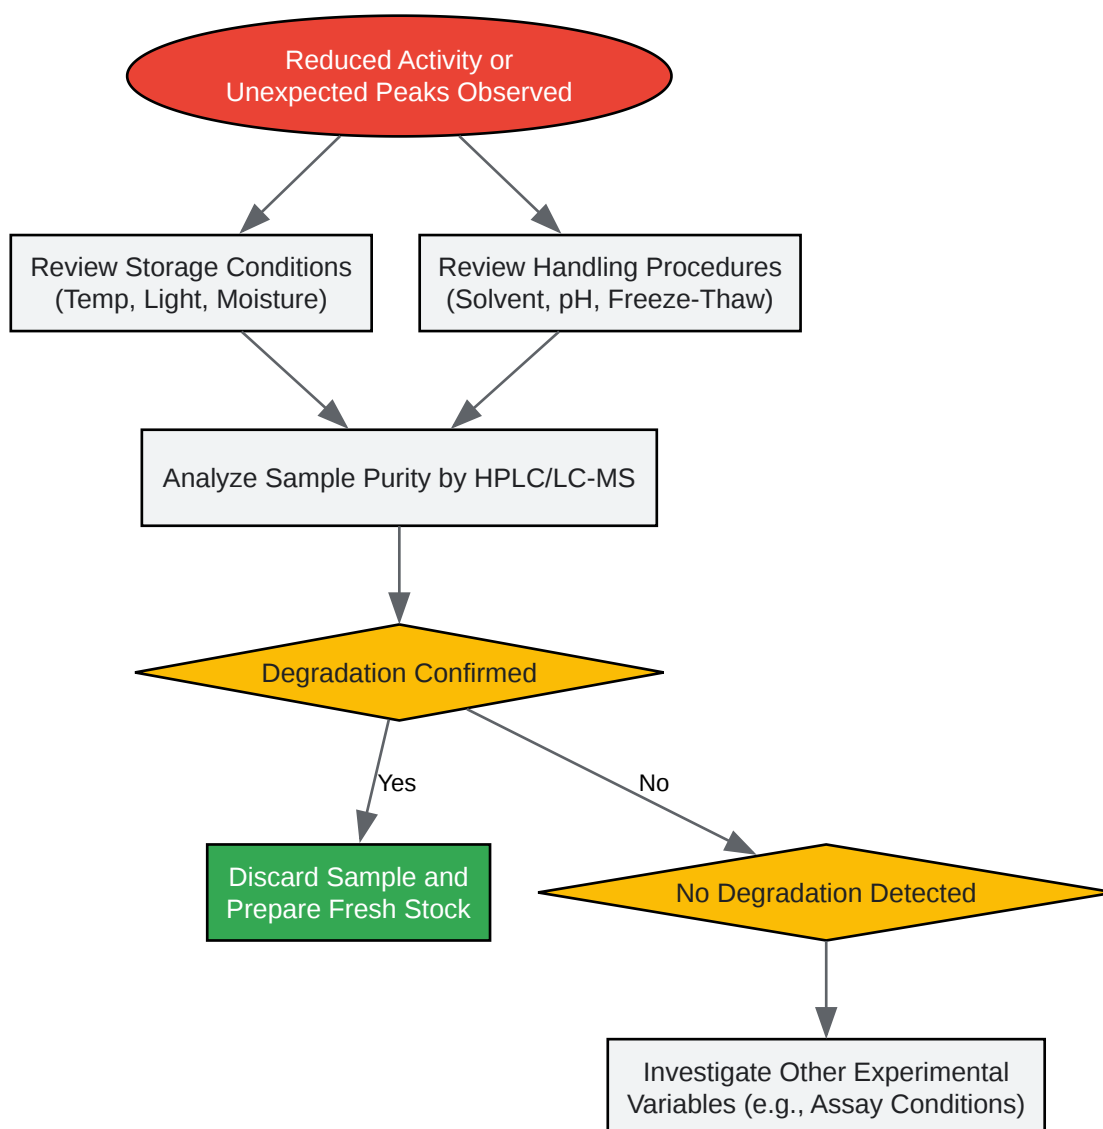 Reduced Activity or
Unexpected Peaks Observed
Review Storage Conditions
(Temp, Light, Moisture)
Review Handling Procedures
(Solvent, pH, Freeze-Thaw)
Analyze Sample Purity by HPLC/LC-MS
Degradation Confirmed
Yes
No
Discard Sample and
Prepare Fresh Stock
No Degradation Detected
Investigate Other Experimental
Variables (e.g., Assay Conditions)